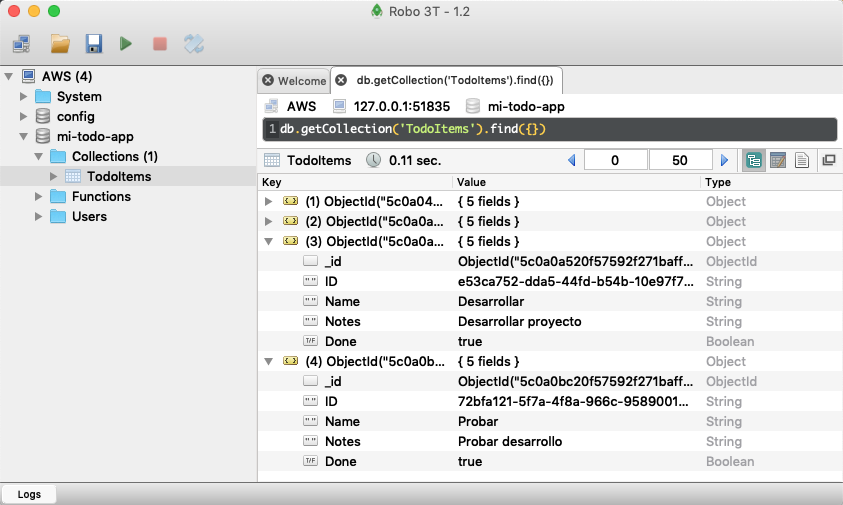 Robo 3T - 1.2
AWS (4)
System
config
mi-todo-app
Collections (1)
TodoItems
Functions
Users
Welcome
db.getCollection('TodoItems').find({})
AWS 127.0.0.1:51835 mi-todo-app
1 db.getCollection('TodoItems').find({})
TodoItems 0.11 sec. 0 50
Key Value Type
(1) ObjectId("5c0a04... { 5 fields } Object
(2) ObjectId("5c0a0a... { 5 fields } Object
(3) ObjectId("5c0a0a... { 5 fields } Object
_id ObjectId("5c0a0a520f57592f271baff... ObjectId
" " ID e53ca752-dda5-44fd-b54b-10e97f7... String
" " Name Desarrollar String
" " Notes Desarrollar proyecto String
T/F Done true Boolean
(4) ObjectId("5c0a0b... { 5 fields } Object
_id ObjectId("5c0a0bc20f57592f271baff... ObjectId
" " ID 72bfa121-5f7a-4f8a-966c-9589001... String
" " Name Probar String
" " Notes Probar desarrollo String
T/F Done true Boolean
Logs